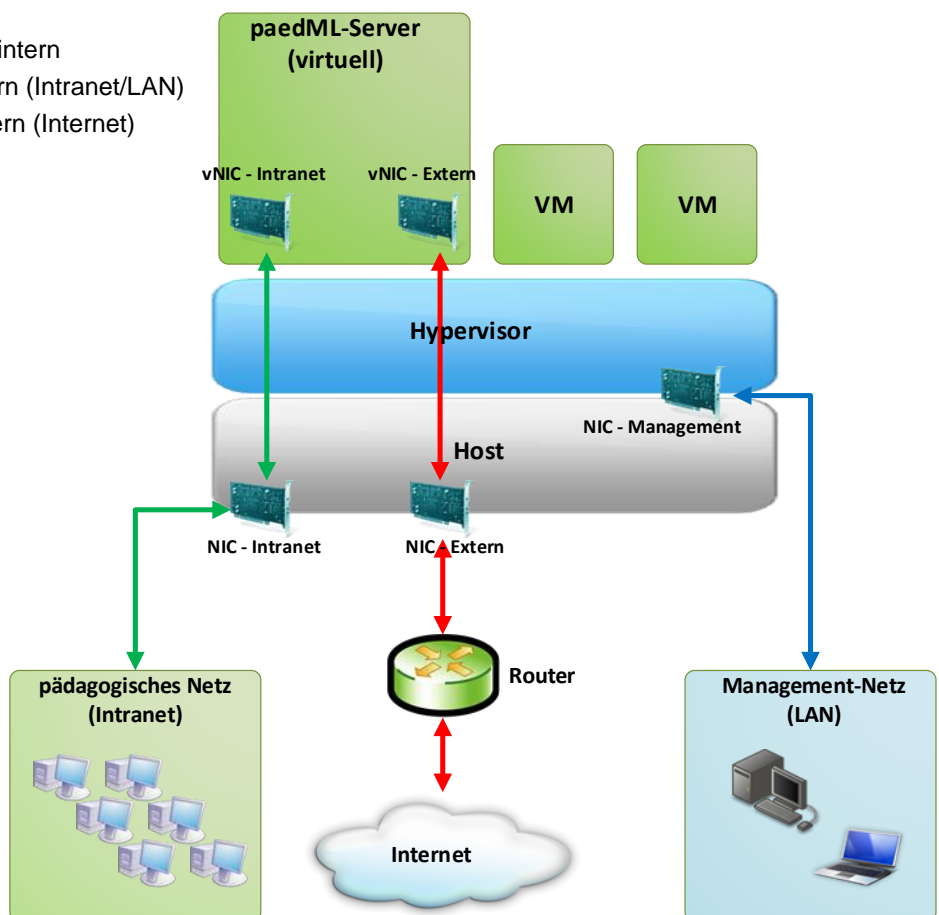 paedML-Server
(virtuell)
intern
rn (Intranet/LAN)
ern (Internet)
vNIC - Intranet
vNIC - Extern
VM
VM
Hypervisor
NIC - Management
Host
NIC - Intranet
NIC - Extern
Router
pädagogisches Netz
(Intranet)
Management-Netz
(LAN)
Internet